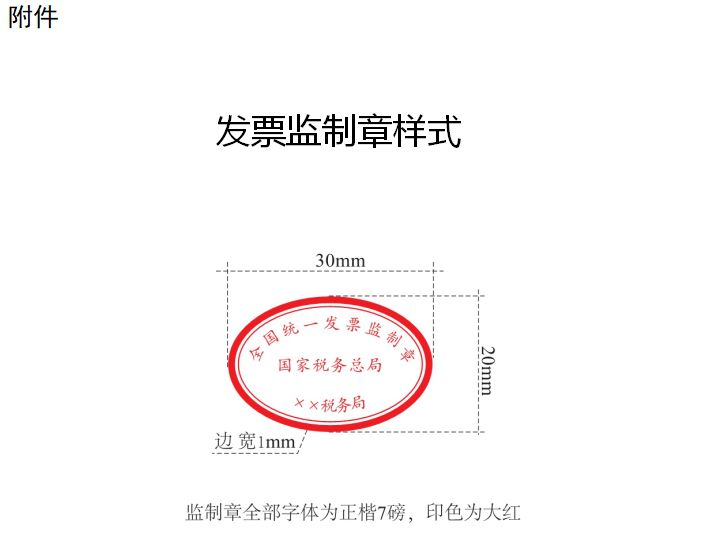 附件
发票监制章样式
30mm
全国统一发票监制章
国家税务总局
××税务局
20mm
边 宽1mm
监制章全部字体为正楷7磅，印色为大红